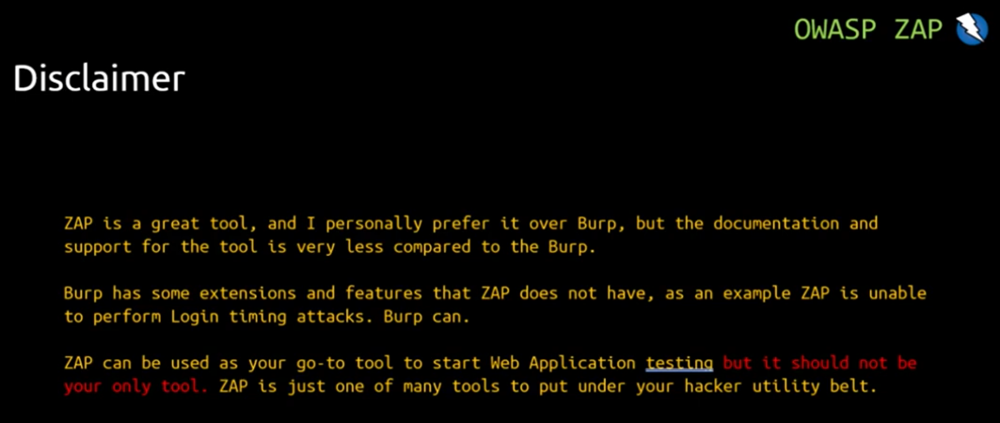 OWASP ZAP
Disclaimer
ZAP is a great tool, and I personally prefer it over Burp, but the documentation and
support for the tool is very less compared to the Burp.
Burp has some extensions and features that ZAP does not have, as an example ZAP is unable
to perform Login timing attacks. Burp can.
ZAP can be used as your go-to tool to start Web Application testing but it should not be
your only tool. ZAP is just one of many tools to put under your hacker utility belt.